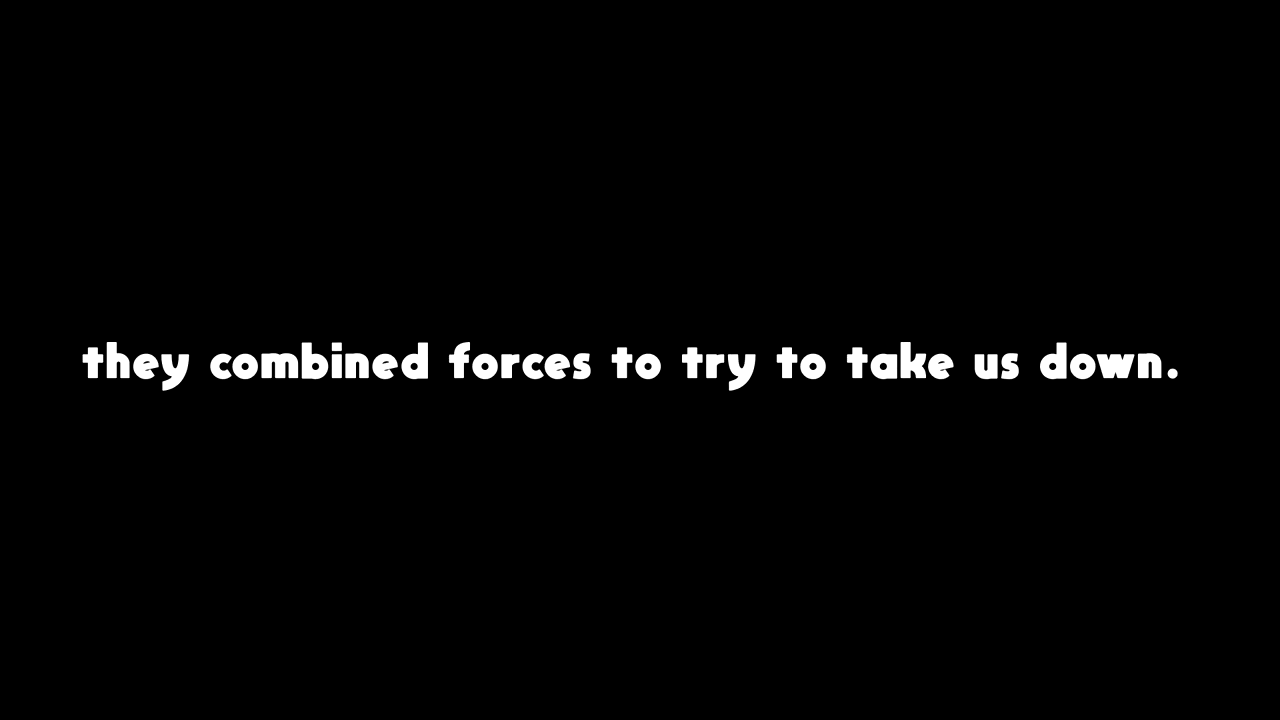 they combined forces to try to take us down.